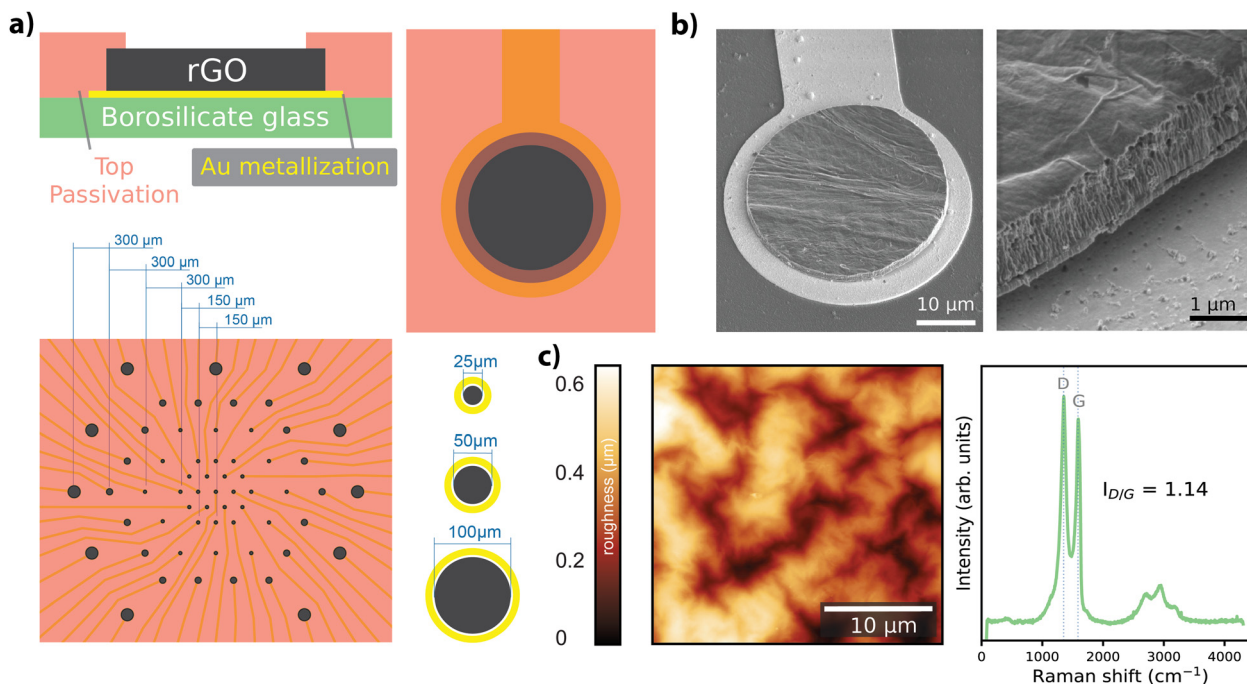 a)
rGO
Borosilicate glass
Top
Passivation
Au metallization
300 µm
300 µm
300 µm
150 µm
150 µm
25µm
50µm
100µm
b)
10 µm
1 µm
c)
0.6
0.4
0.2
0
roughness (µm)
10 µm
D
G
I_{D/G} = 1.14
Intensity (arb. units)
0 1000 2000 3000 4000
Raman shift (cm⁻¹)